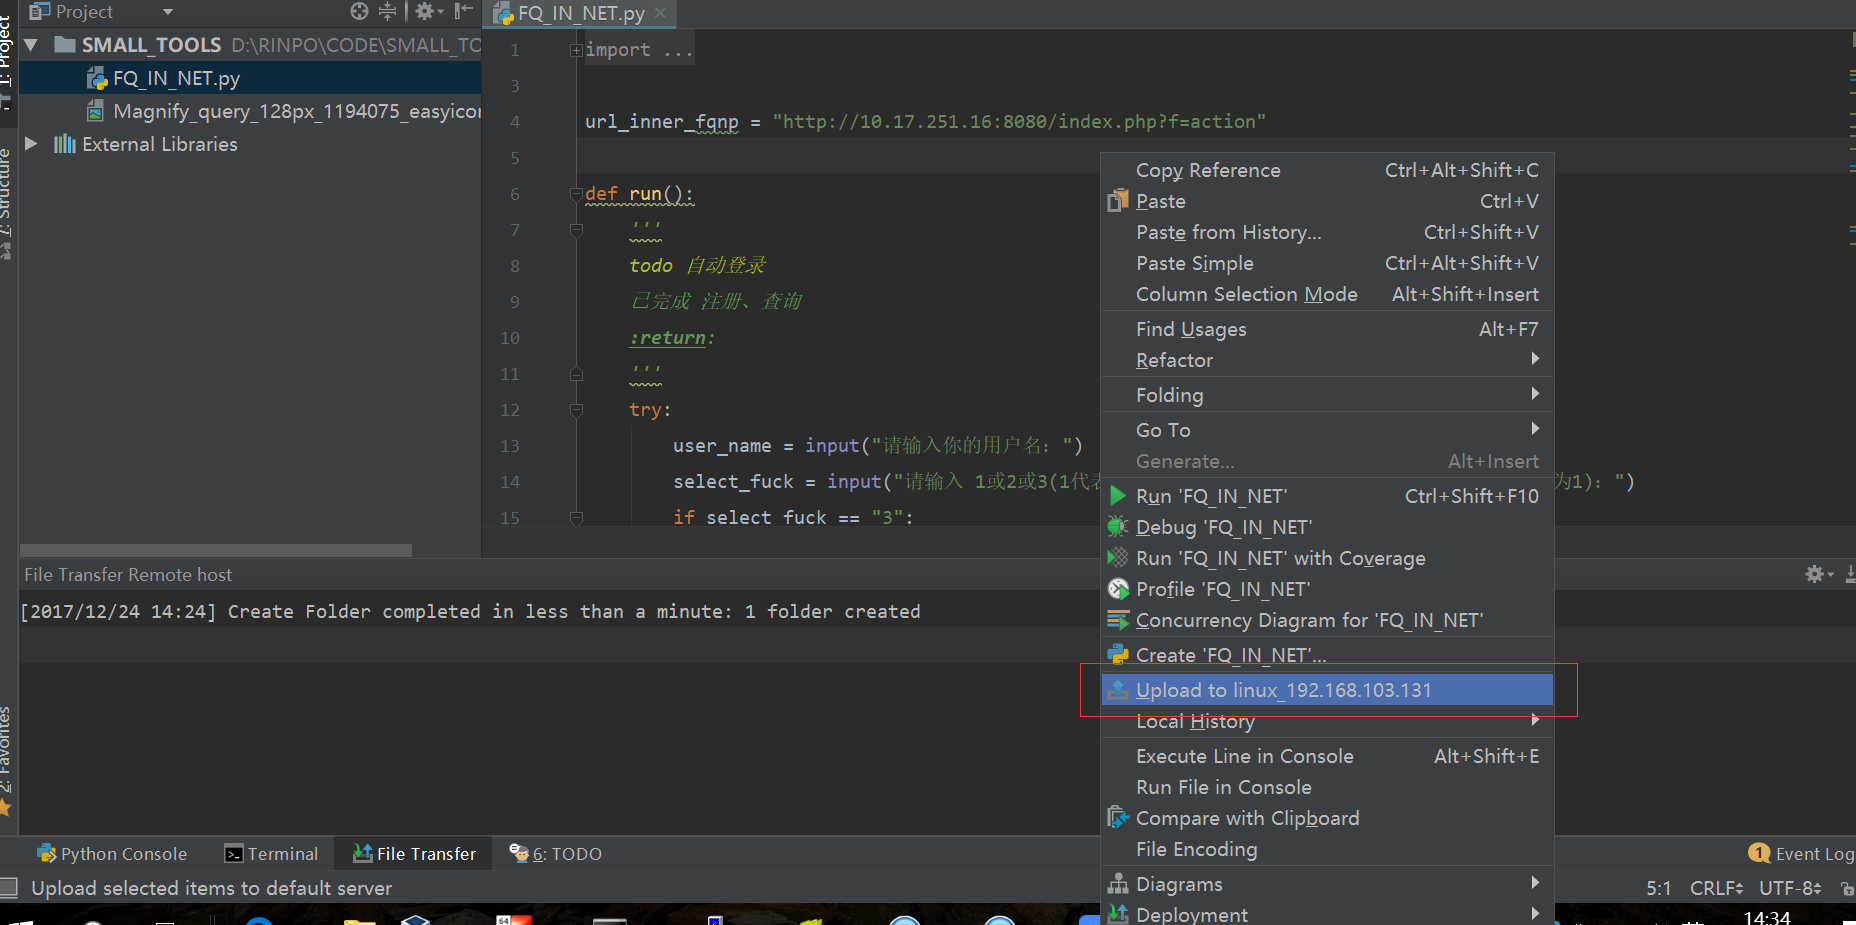 Project
FQ_IN_NET.py
SMALL_TOOLS D:\RINPO\CODE\SMALL_TO
FQ_IN_NET.py
Magnify_query_128px_1194075_easyico
External Libraries
1: Project
7: Structure
2: Favorites
1 import ...
3
4 url_inner_fqnp = "http://10.17.251.16:8080/index.php?f=action"
5
6 def run():
7 '''
8 todo 自动登录
9 已完成 注册、查询
10 :return:
11 '''
12 try:
13 user_name = input("请输入你的用户名: ")
14 select_fuck = input("请输入 1或2或3(1代表 为1): ")
15 if select fuck == "3":
Copy Reference Ctrl+Alt+Shift+C
Paste Ctrl+V
Paste from History... Ctrl+Shift+V
Paste Simple Ctrl+Alt+Shift+V
Column Selection Mode Alt+Shift+Insert
Find Usages Alt+F7
Refactor
Folding
Go To
Generate... Alt+Insert
Run 'FQ_IN_NET' Ctrl+Shift+F10
Debug 'FQ_IN_NET'
Run 'FQ_IN_NET' with Coverage
Profile 'FQ_IN_NET'
Concurrency Diagram for 'FQ_IN_NET'
Create 'FQ_IN_NET'...
Upload to linux_192.168.103.131
Local History
Execute Line in Console Alt+Shift+E
Run File in Console
Compare with Clipboard
File Encoding
Diagrams
Deployment
File Transfer Remote host
[2017/12/24 14:24] Create Folder completed in less than a minute: 1 folder created
Python Console Terminal File Transfer 6: TODO 1 Event Log
Upload selected items to default server 5:1 CRLF UTF-8
64
14:34